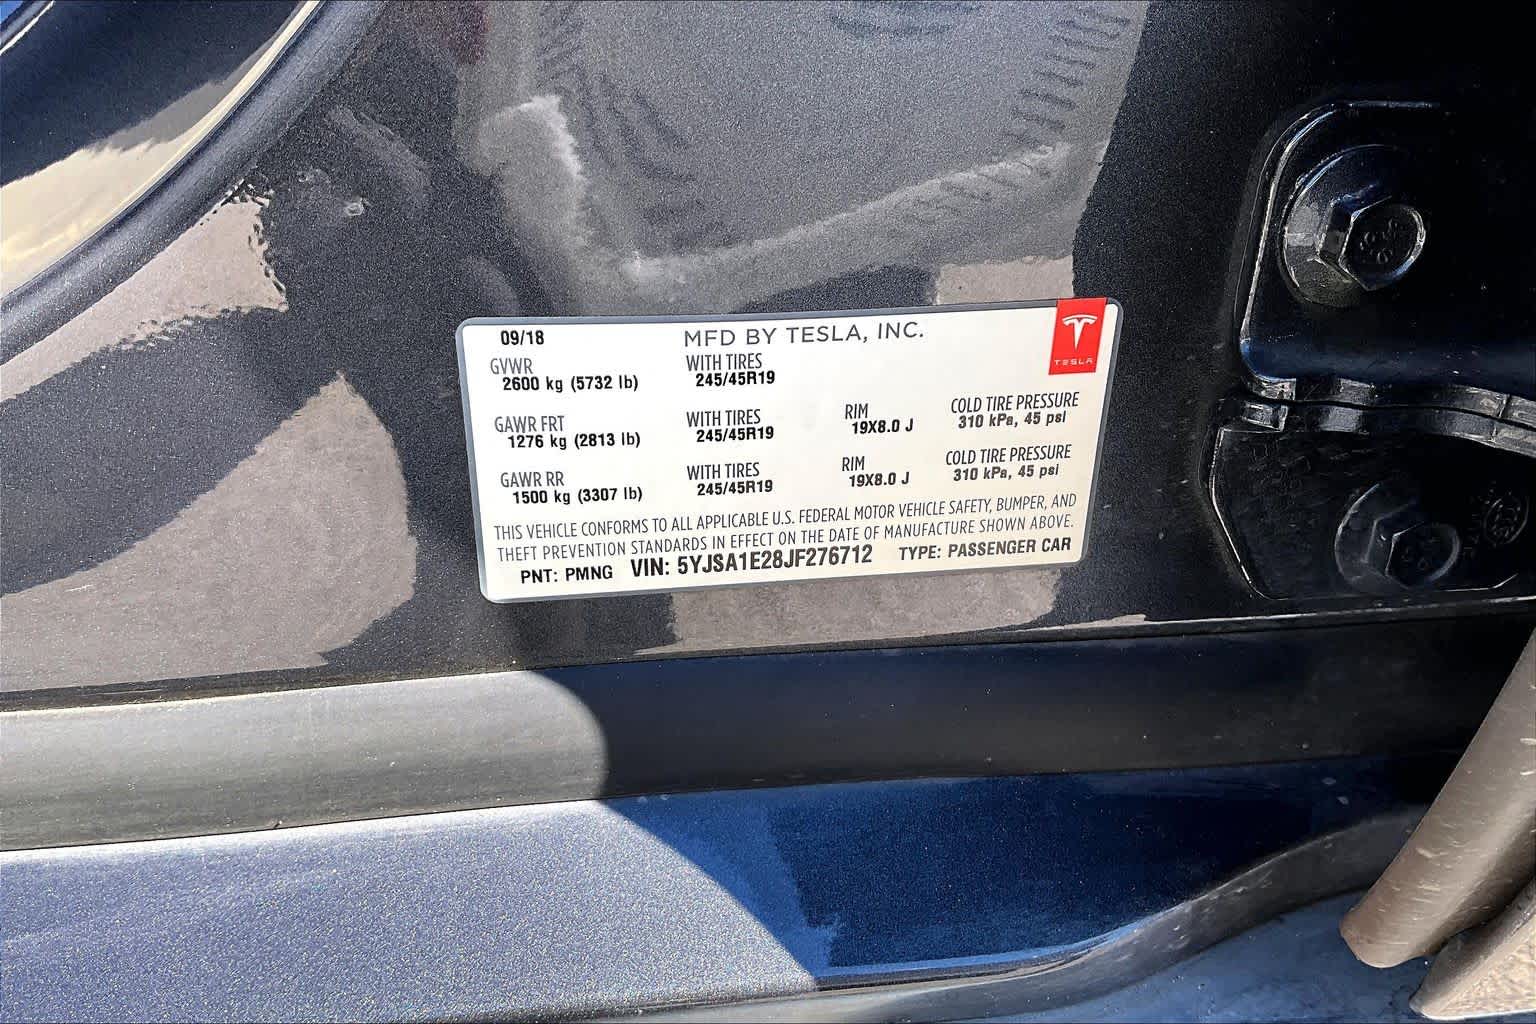 09/18 MFD BY TESLA, INC.
TESLA
GVWR WITH TIRES
2600 kg (5732 lb) 245/45R19
GAWR FRT WITH TIRES RIM COLD TIRE PRESSURE
1276 kg (2813 lb) 245/45R19 19X8.0 J 310 kPa, 45 psi
GAWR RR WITH TIRES RIM COLD TIRE PRESSURE
1500 kg (3307 lb) 245/45R19 19X8.0 J 310 kPa, 45 psi
THIS VEHICLE CONFORMS TO ALL APPLICABLE U.S. FEDERAL MOTOR VEHICLE SAFETY, BUMPER, AND
THEFT PREVENTION STANDARDS IN EFFECT ON THE DATE OF MANUFACTURE SHOWN ABOVE.
PNT: PMNG VIN: 5YJSA1E28JF276712 TYPE: PASSENGER CAR